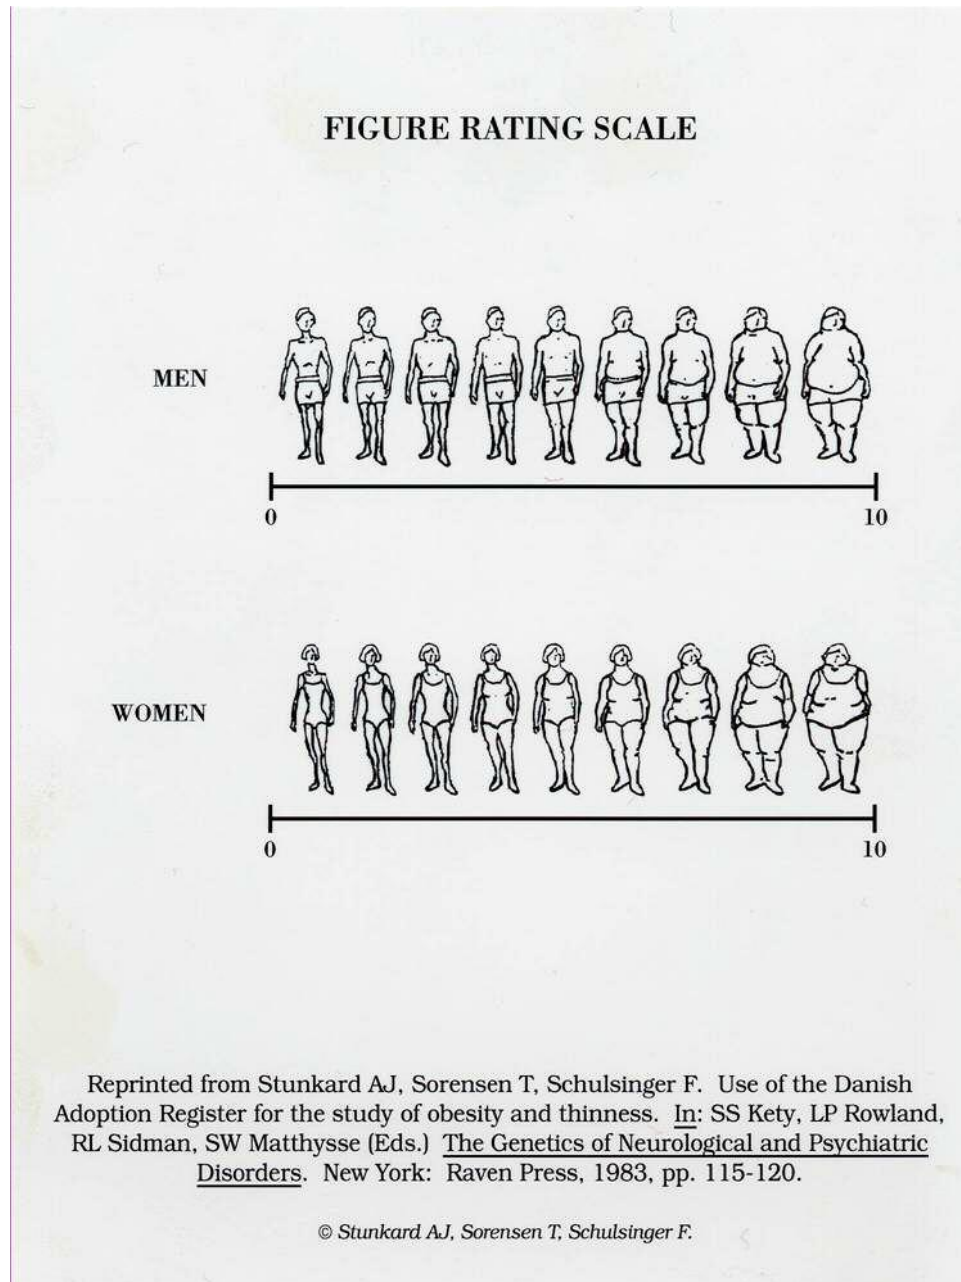 FIGURE RATING SCALE
MEN
0 10
WOMEN
0 10
Reprinted from Stunkard AJ, Sorensen T, Schulsinger F. Use of the Danish
Adoption Register for the study of obesity and thinness. In: SS Kety, LP Rowland,
RL Sidman, SW Matthysse (Eds.) The Genetics of Neurological and Psychiatric
Disorders. New York: Raven Press, 1983, pp. 115-120.
© Stunkard AJ, Sorensen T, Schulsinger F.